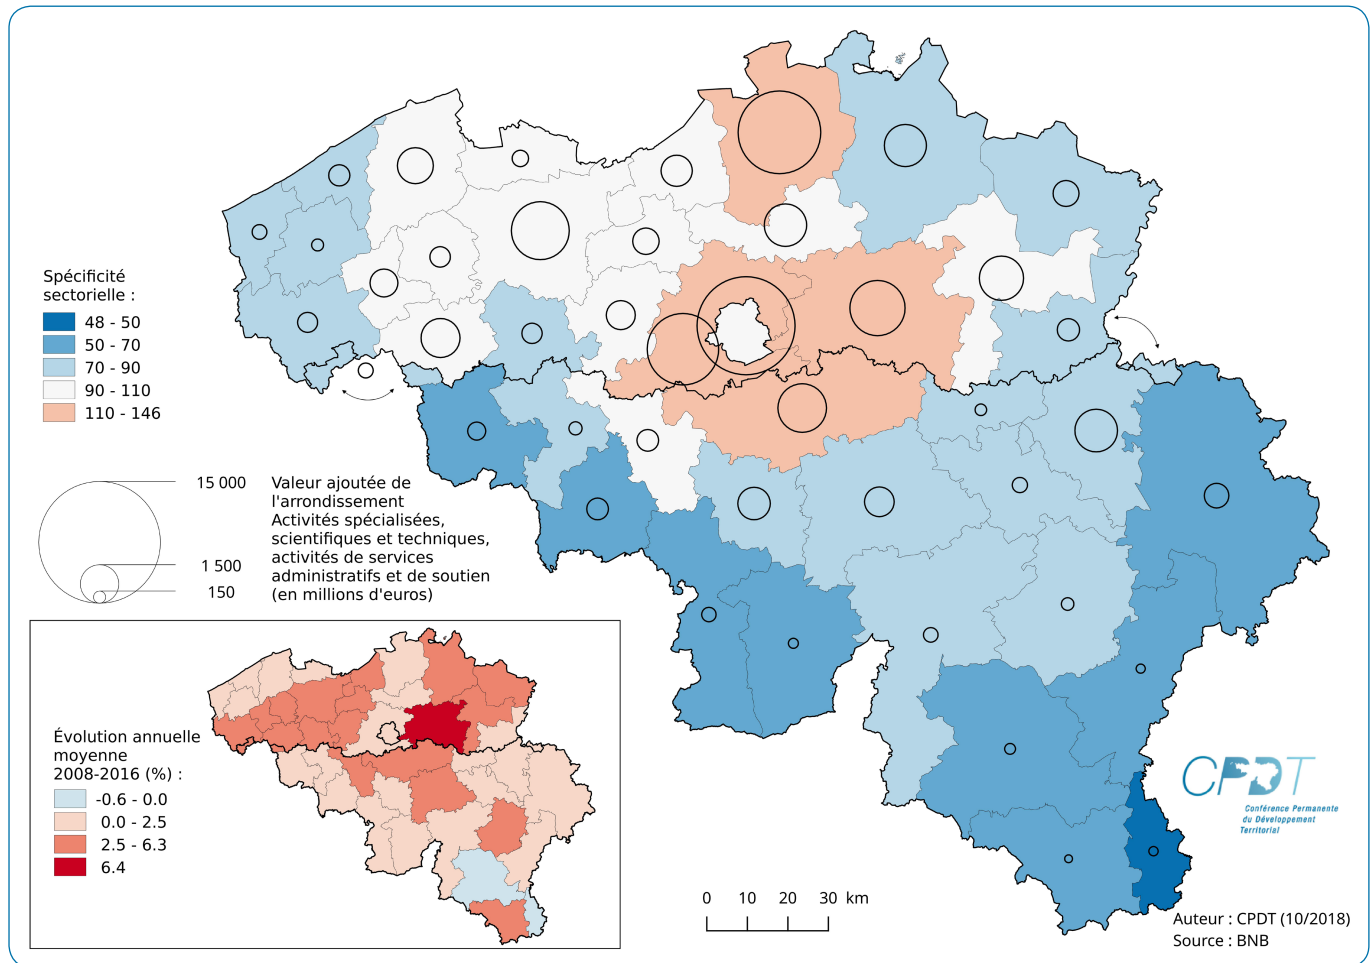 Spécificité
sectorielle :
48 - 50
50 - 70
70 - 90
90 - 110
110 - 146
15 000
1 500
150
Valeur ajoutée de
l'arrondissement
Activités spécialisées,
scientifiques et techniques,
activités de services
administratifs et de soutien
(en millions d'euros)
Évolution annuelle
moyenne
2008-2016 (%) :
-0.6 - 0.0
0.0 - 2.5
2.5 - 6.3
6.4
0 10 20 30 km
CPDT
Conférence Permanente
du Développement
Territorial
Auteur : CPDT (10/2018)
Source : BNB